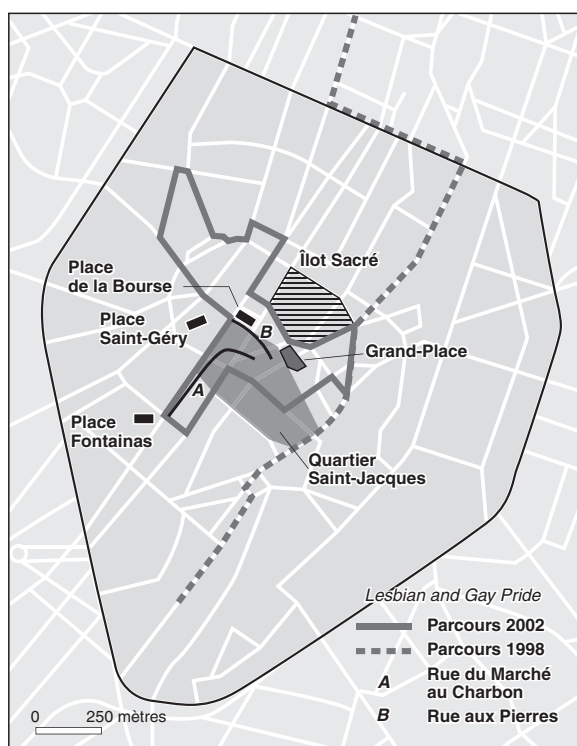 Îlot Sacré
Place
de la Bourse
Place
Saint-Géry
B
Grand-Place
A
Place
Fontainas
Quartier
Saint-Jacques
Lesbian and Gay Pride
Parcours 2002
Parcours 1998
A Rue du Marché
au Charbon
B Rue aux Pierres
0 250 mètres